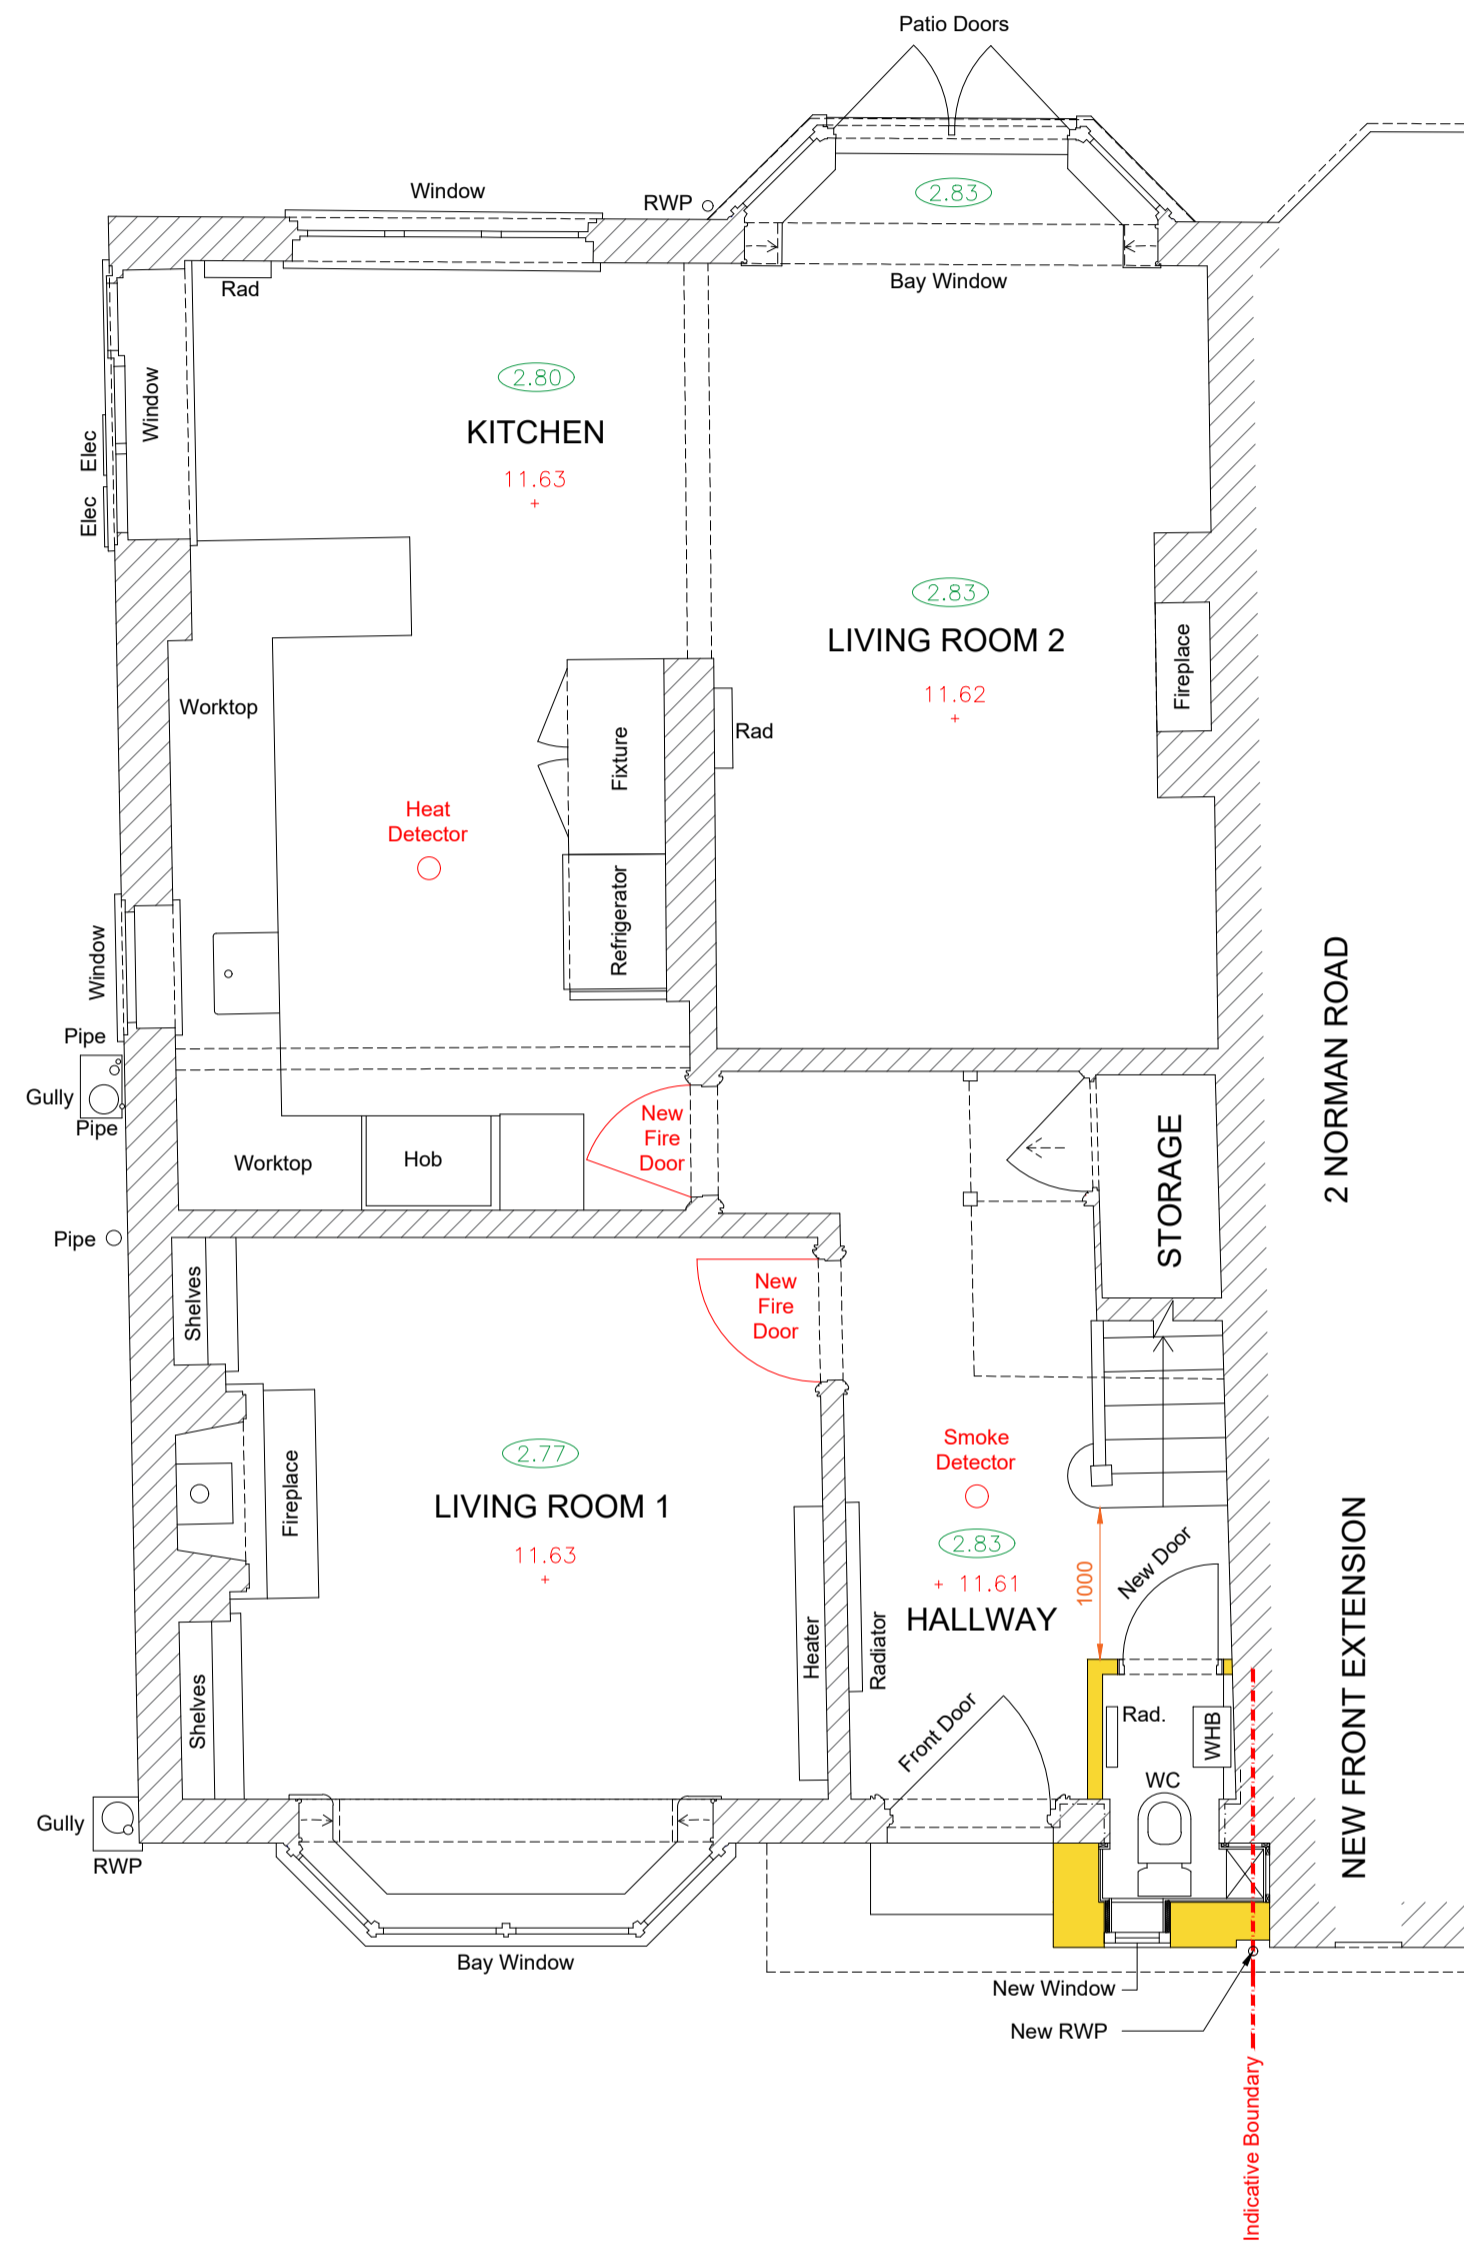 Patio Doors
Window
RWP
2.83
Bay Window
Rad
Window
Elec
Elec
2.80
KITCHEN
11.63
2.83
LIVING ROOM 2
11.62
Fireplace
Worktop
Fixture
Rad
Heat
Detector
Refrigerator
Window
Pipe
Gully
Pipe
2 NORMAN ROAD
New
Fire
Door
Worktop
Hob
STORAGE
Pipe
Shelves
New
Fire
Door
2.77
LIVING ROOM 1
11.63
Fireplace
Smoke
Detector
2.83
11.61
HALLWAY
1000
New Door
NEW FRONT EXTENSION
Heater
Radiator
Shelves
Front Door
Rad.
WHB
WC
Gully
RWP
Bay Window
New Window
New RWP
Indicative Boundary